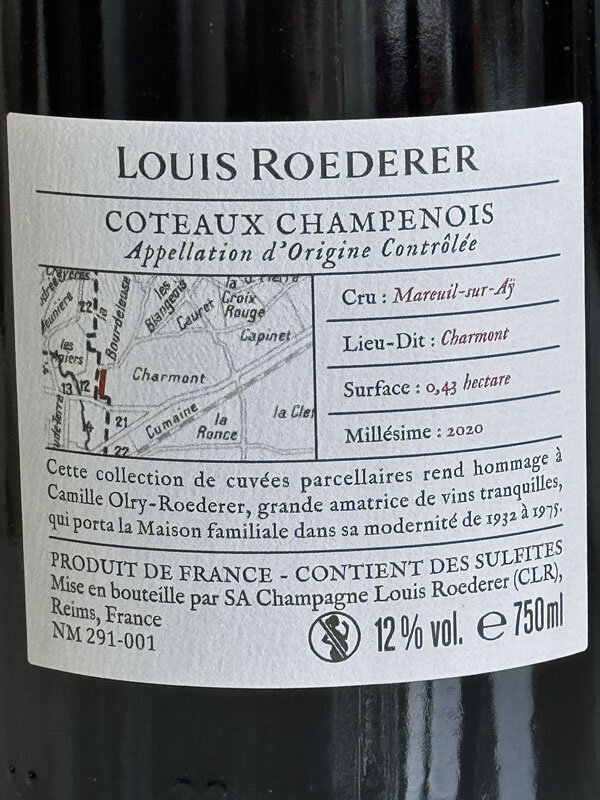 LOUIS ROEDERER
COTEAUX CHAMPENOIS
Appellation d'Origine Contrôlée
22
la
Bourdeleuse
les
Blangeois
Cauret
la
Croix
Rouge
Capinet
les
13
12
Charmont
21
22
Cumaine
la
Ronce
la Cle
Cru : Mareuil-sur-Aÿ
Lieu-Dit : Charmont
Surface : 0,43 hectare
Millésime : 2020
Cette collection de cuvées parcellaires rend hommage à
Camille Olry-Roederer, grande amatrice de vins tranquilles,
qui porta la Maison familiale dans sa modernité de 1932 à 1975.
PRODUIT DE FRANCE - CONTIENT DES SULFITES
Mise en bouteille par SA Champagne Louis Roederer (CLR),
Reims, France
NM 291-001
12% vol. e 750ml